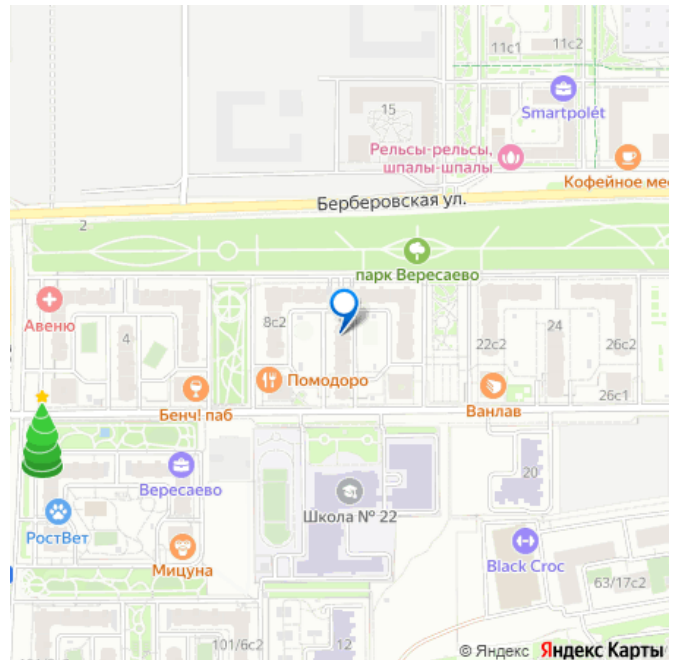 11с1
11с2
Smartpolét
15
Рельсы-рельсы,
шпалы-шпалы
Кофейное ме
Берберовская ул.
2
парк Вересаево
Авеню
4
8с2
Помодоро
Бенч! паб
22с2
24
26с2
Ванлав
26с1
Вересаево
РостВет
Мицуна
Школа № 22
20
Black Croc
63/17с2
101/6с2
12
© Яндекс Яндекс Карты